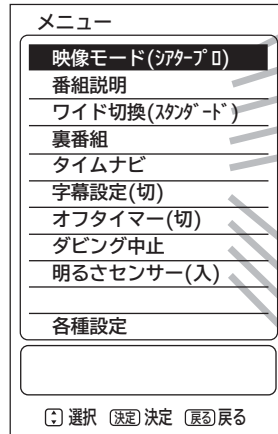 メニュー
映像モード(ｼｱﾀｰﾌﾟﾛ)
番組説明
ワイド切換(ｽﾀﾝﾀﾞｰﾄﾞ)
裏番組
タイムナビ
字幕設定(切)
オフタイマー(切)
ダビング中止
明るさセンサー(入)
各種設定
選択 決定 決定 戻る 戻る